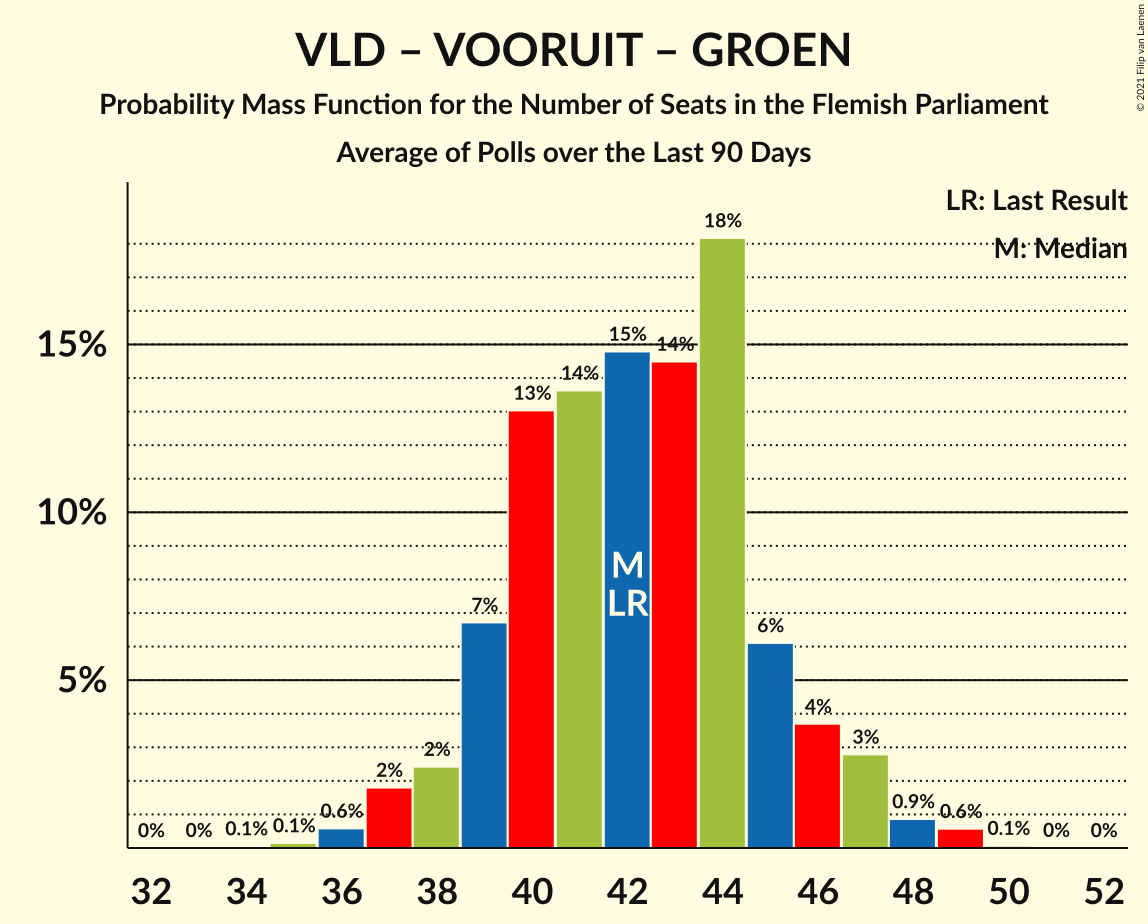 VLD – VOORUIT – GROEN
Probability Mass Function for the Number of Seats in the Flemish Parliament
Average of Polls over the Last 90 Days
© 2021 Filip van Laenen
LR: Last Result
M: Median
15%
10%
5%
0%
0%
0.1%
0.1%
0.6%
2%
2%
7%
13%
14%
15%
14%
18%
6%
4%
3%
0.9%
0.6%
0.1%
0%
0%
M
LR
32 34 36 38 40 42 44 46 48 50 52